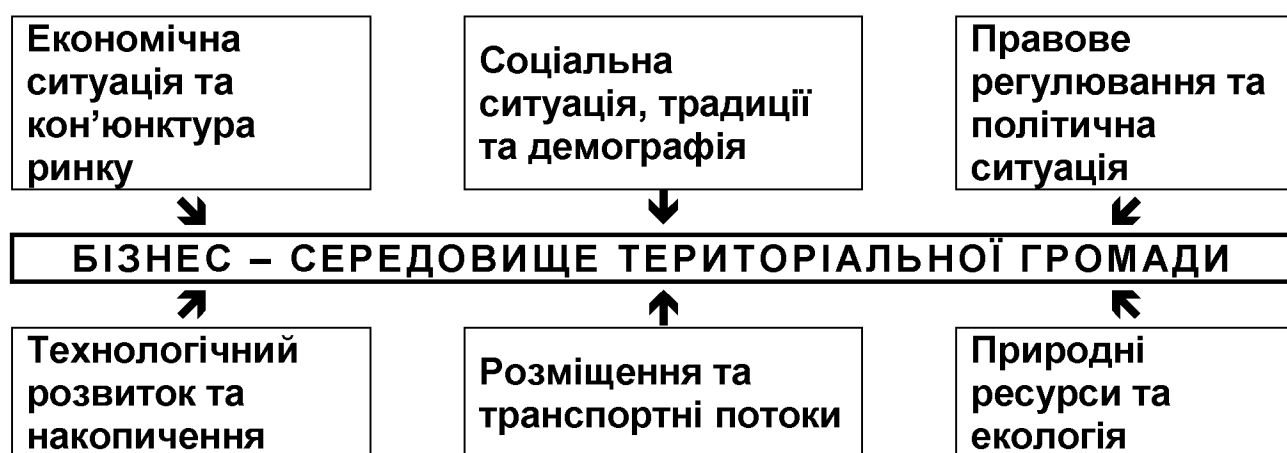 Економічна
ситуація та
кон’юнктура
ринку
Соціальна
ситуація, традиції
та демографія
Правове
регулювання та
політична
ситуація
БІЗНЕС – СЕРЕДОВИЩЕ ТЕРИТОРІАЛЬНОЇ ГРОМАДИ
Технологічний
розвиток та
накопичення
Розміщення та
транспортні потоки
Природні
ресурси та
екологія